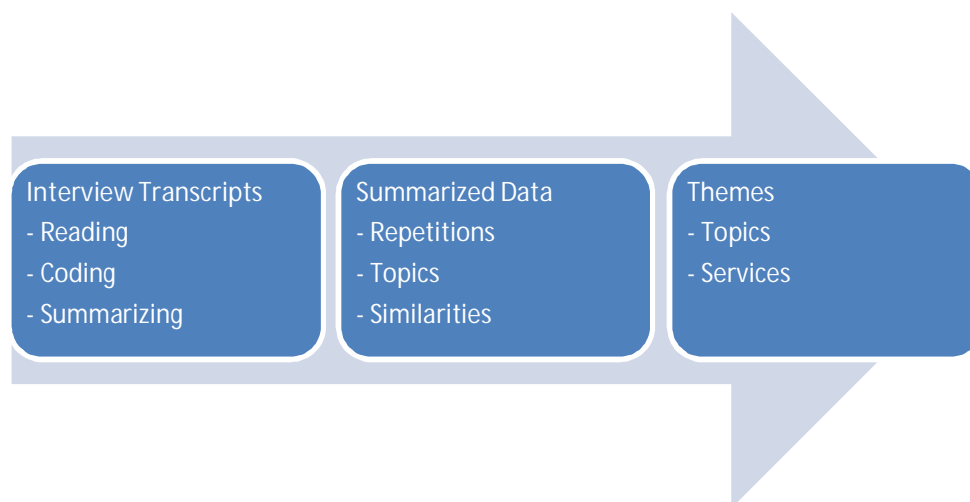 Interview Transcripts
- Reading
- Coding
- Summarizing
Summarized Data
- Repetitions
- Topics
- Similarities
Themes
- Topics
- Services